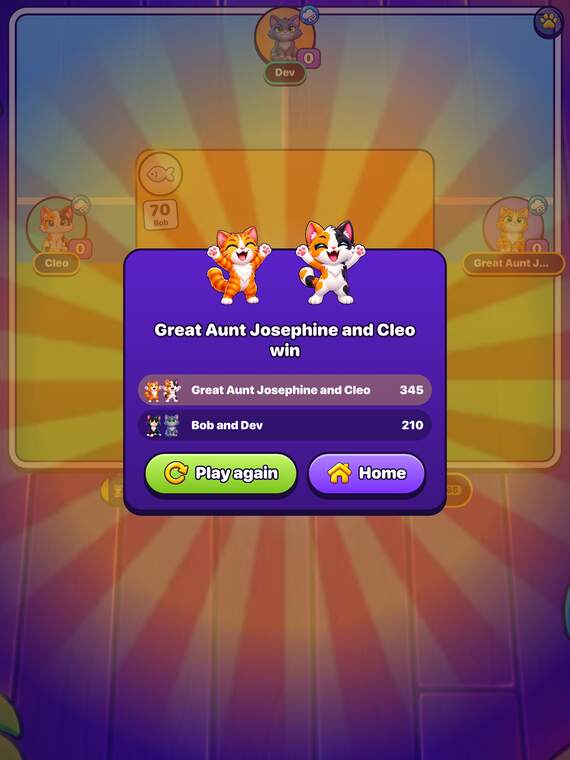 0
Dev
70
Bob
0
Cleo
0
Great Aunt J...
Great Aunt Josephine and Cleo
win
Great Aunt Josephine and Cleo 345
Bob and Dev 210
Play again
Home